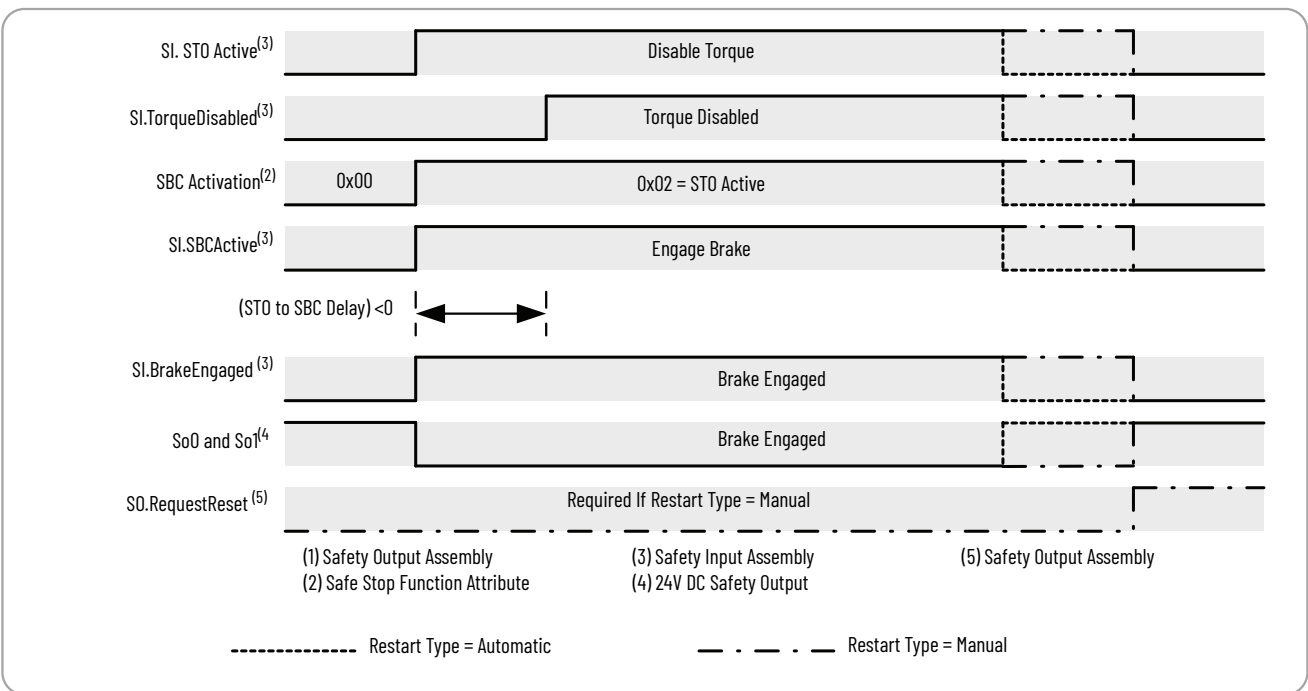 SI. STO Active(3)
Disable Torque
SI.TorqueDisabled(3)
Torque Disabled
SBC Activation(2)
0x00
0x02 = STO Active
SI.SBCActive(3)
Engage Brake
(STO to SBC Delay) <0
SI.BrakeEngaged (3)
Brake Engaged
So0 and So1(4
Brake Engaged
SO.RequestReset (5)
Required If Restart Type = Manual
(1) Safety Output Assembly
(3) Safety Input Assembly
(5) Safety Output Assembly
(2) Safe Stop Function Attribute
(4) 24V DC Safety Output
Restart Type = Automatic
Restart Type = Manual